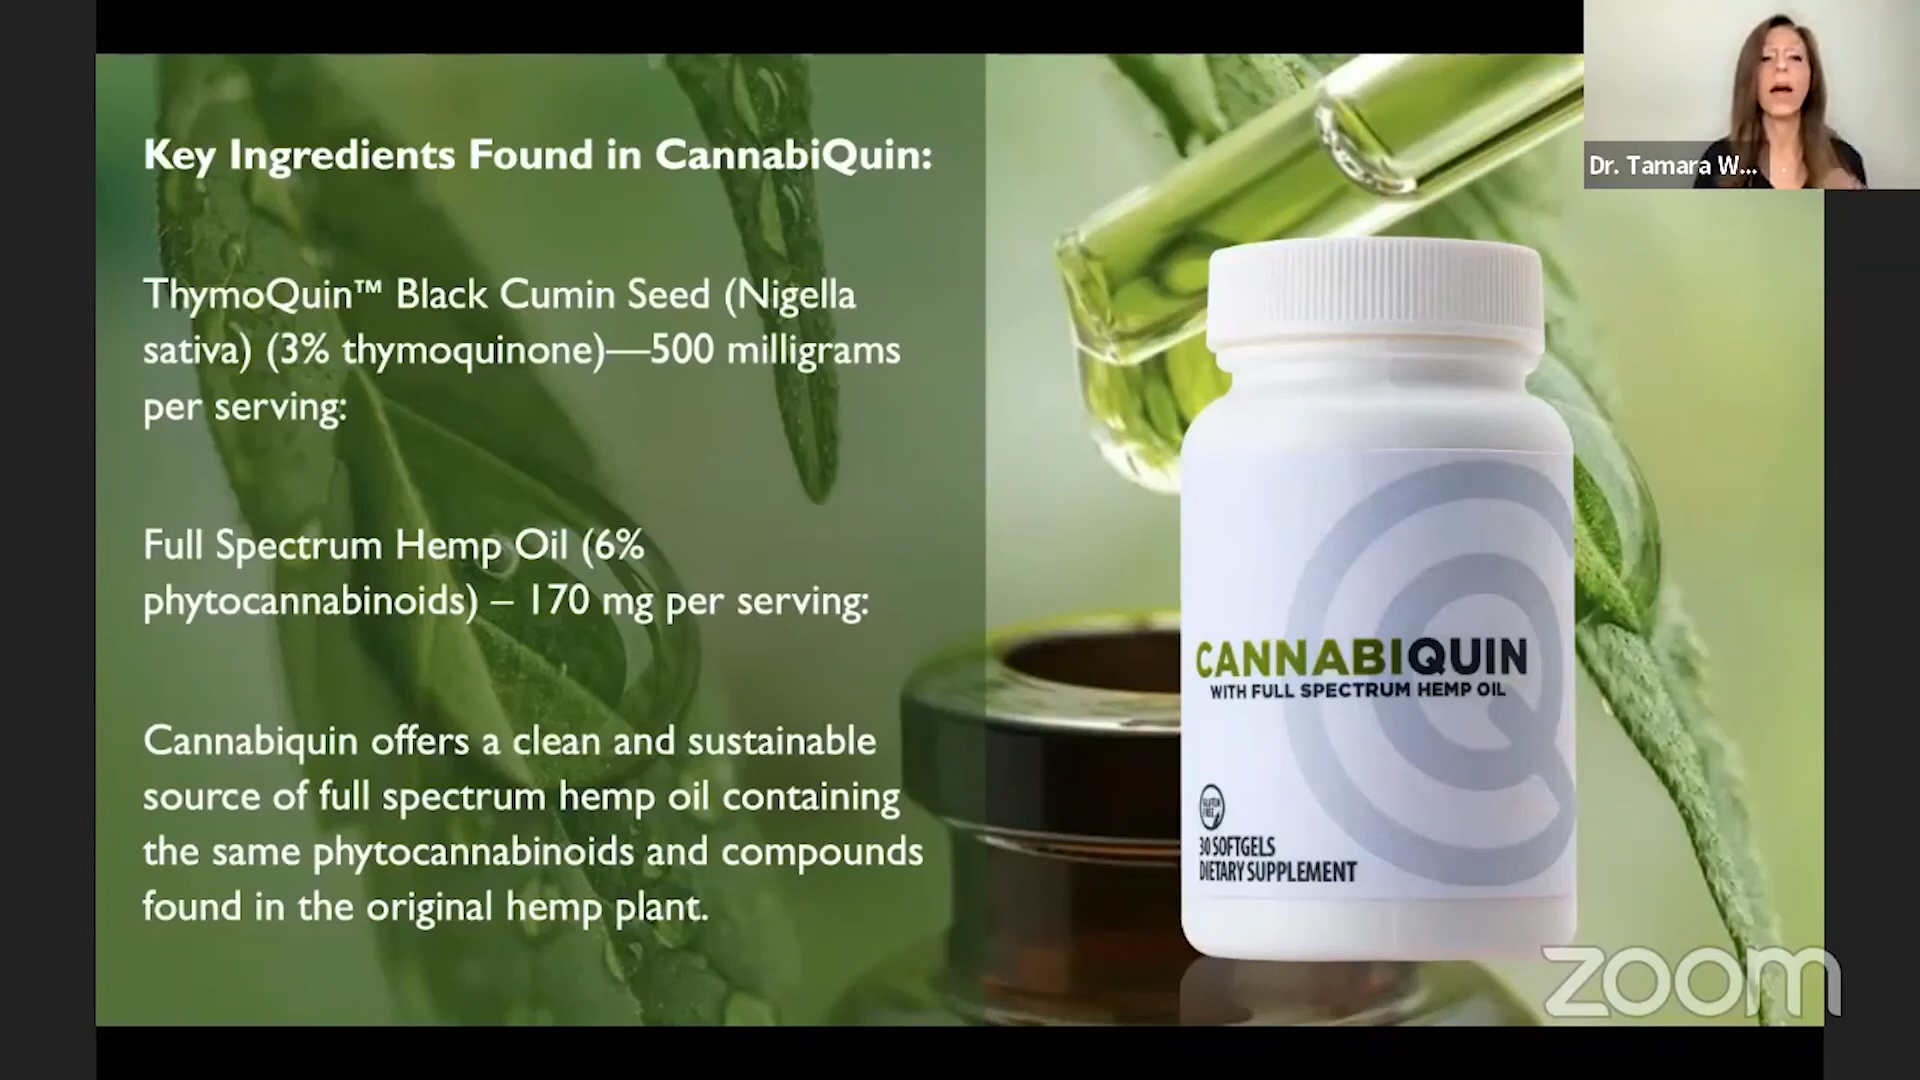 Key Ingredients Found in CannabiQuin:
ThymoQuin™ Black Cumin Seed (Nigella
sativa) (3% thymoquinone)—500 milligrams
per serving:
Full Spectrum Hemp Oil (6%
phytocannabinoids) – 170 mg per serving:
Cannabiquin offers a clean and sustainable
source of full spectrum hemp oil containing
the same phytocannabinoids and compounds
found in the original hemp plant.
CANNABIQUIN
WITH FULL SPECTRUM HEMP OIL
GLUTEN
FREE
30 SOFTGELS
DIETARY SUPPLEMENT
Dr. Tamara W...
zoom